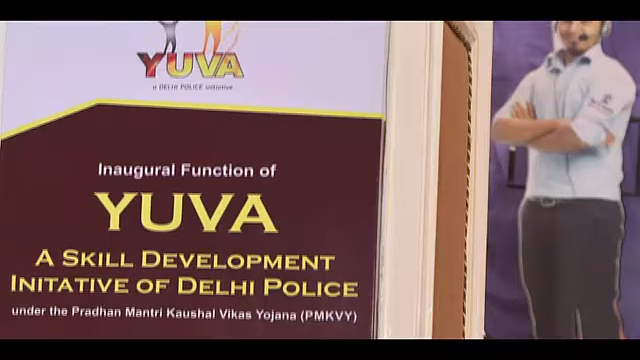 YUVA
a DELHI POLICE initiative
Inaugural Function of
YUVA
A SKILL DEVELOPMENT
INITATIVE OF DELHI POLICE
under the Pradhan Mantri Kaushal Vikas Yojana (PMKVY)